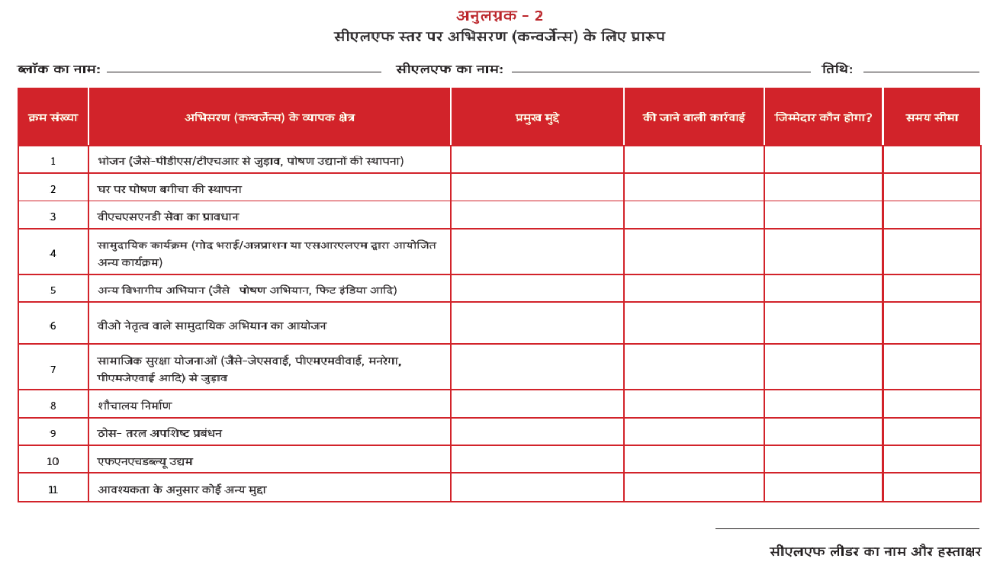 अनुलग्नक - 2
सीएलएफ स्तर पर अभिसरण (कन्वर्जेन्स) के लिए प्रारूप
ब्लॉक का नाम: सीएलएफ का नाम: तिथि:
क्रम संख्या अभिसरण (कन्वर्जेन्स) के व्यापक क्षेत्र प्रमुख मुद्दे की जाने वाली कार्रवाई जिम्मेदार कौन होगा? समय सीमा
1 भोजन (जैसे-पीडीएस/टीएचआर से जुड़ाव, पोषण उद्यानों की स्थापना)
2 घर पर पोषण बगीचा की स्थापना
3 वीएचएसएनडी सेवा का प्रावधान
4 सामुदायिक कार्यक्रम (गोद भराई/अन्नप्राशन या एसआरएलएम द्वारा आयोजित
अन्य कार्यक्रम)
5 अन्य विभागीय अभियान (जैसे पोषण अभियान, फिट इंडिया आदि)
6 वीओ नेतृत्व वाले सामुदायिक अभियान का आयोजन
7 सामाजिक सुरक्षा योजनाओं (जैसे-जेएसवाई, पीएमएमवीवाई, मनरेगा,
पीएमजेएवाई आदि) से जुड़ाव
8 शौचालय निर्माण
9 ठोस- तरल अपशिष्ट प्रबंधन
10 एफएनएचडब्ल्यू उद्यम
11 आवश्यकता के अनुसार कोई अन्य मुद्दा
सीएलएफ लीडर का नाम और हस्ताक्षर